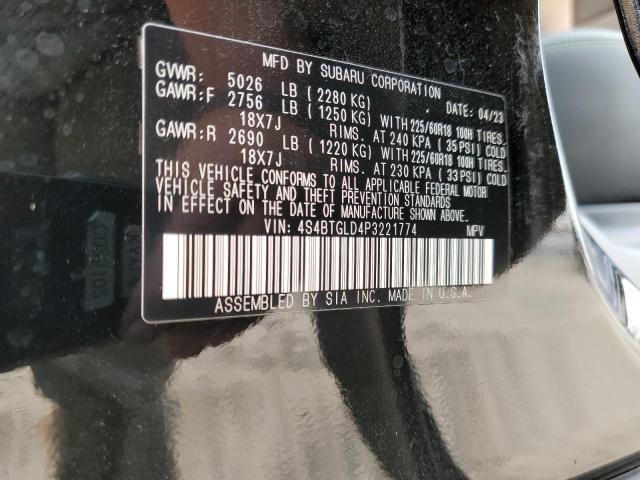 MFD BY SUBARU CORPORATION
GVWR: 5026 LB ( 2280 KG) DATE: 04/23
GAWR:F 2756 LB ( 1250 KG) WITH 225/60R18 100H TIRES,
18X7J RIMS, AT 240 KPA ( 35 PSI) COLD
GAWR:R 2690 LB ( 1220 KG) WITH 225/60R18 100H TIRES,
18X7J RIMS, AT 230 KPA ( 33 PSI) COLD
THIS VEHICLE CONFORMS TO ALL APPLICABLE FEDERAL MOTOR
VEHICLE SAFETY AND THEFT PREVENTION STANDARDS
IN EFFECT ON THE DATE OF MANUFACTURE SHOWN ABOVE.
VIN: 4S4BTGLD4P3221774 MPV
ASSEMBLED BY SIA INC. MADE IN U.S.A.